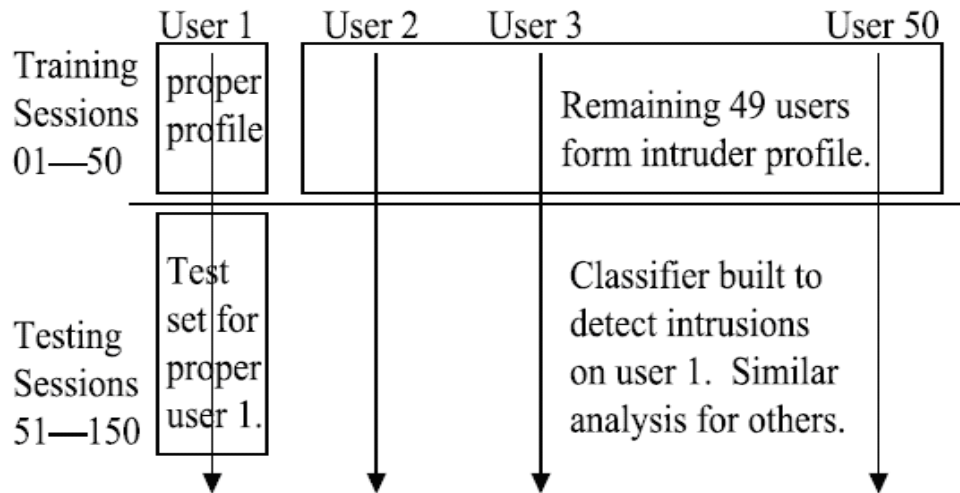 User 1
User 2
User 3
User 50
Training
Sessions
01—50
proper
profile
Remaining 49 users
form intruder profile.
Testing
Sessions
51—150
Test
set for
proper
user 1.
Classifier built to
detect intrusions
on user 1.  Similar
analysis for others.